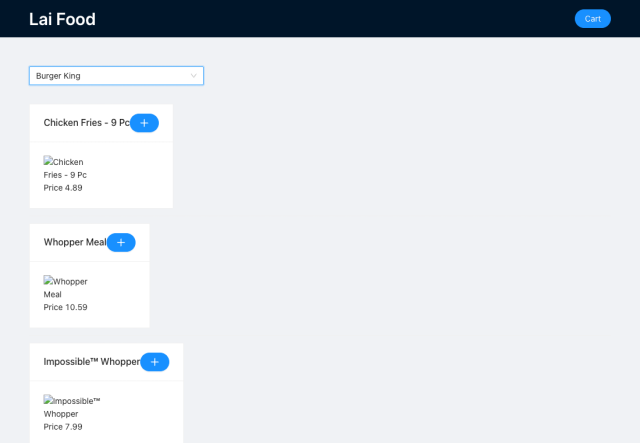 Lai Food
Cart
Burger King
Chicken Fries - 9 Pc
Chicken
Fries - 9 Pc
Price 4.89
Whopper Meal
Whopper
Meal
Price 10.59
Impossible™ Whopper
Impossible™
Whopper
Price 7.99